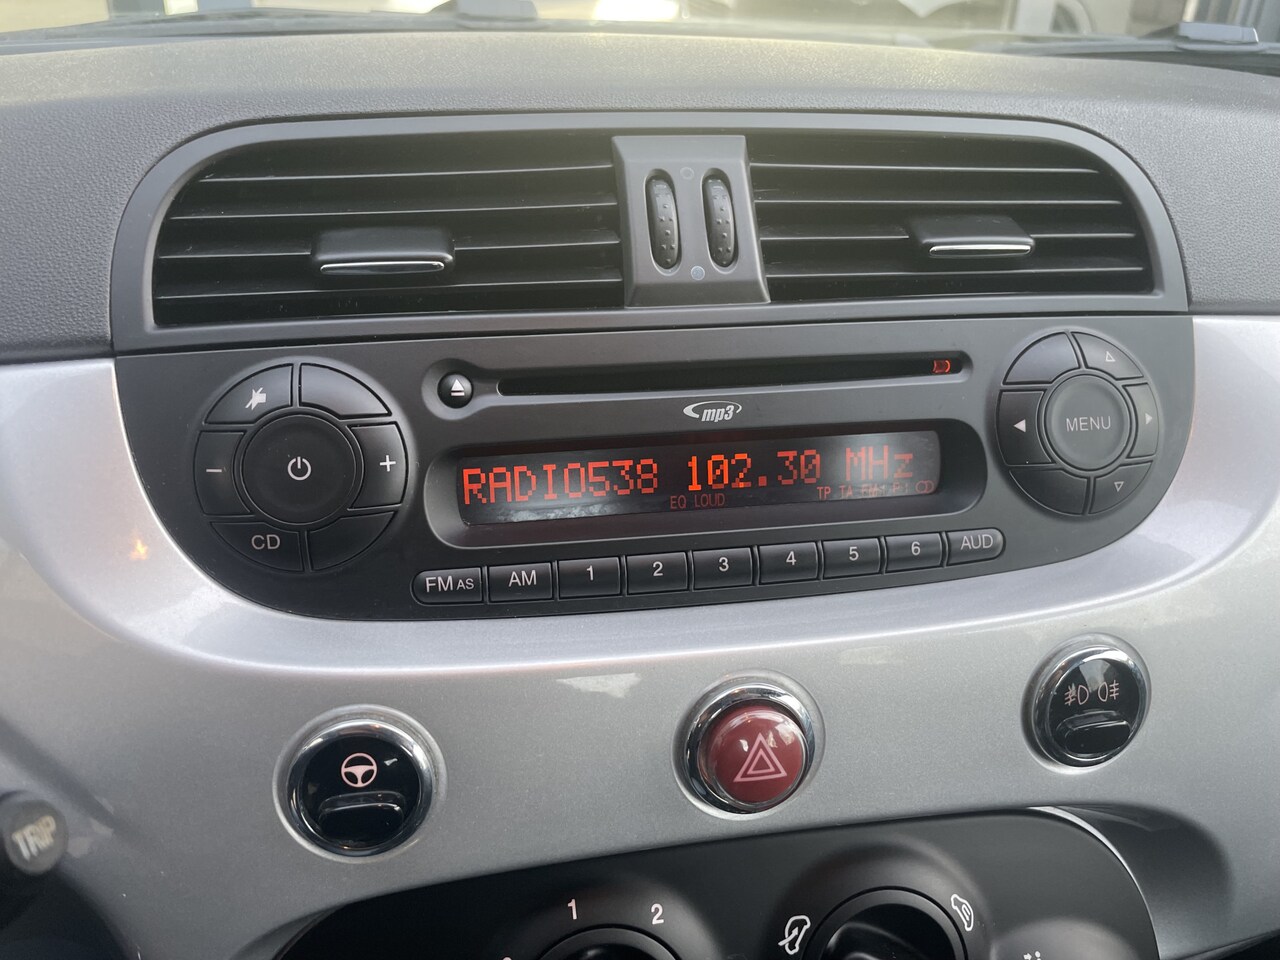 mp3
RADIO538 102.30 MHz
EQ LOUD TP TA
MENU
CD
FM AS AM 1 2 3 4 5 6 AUD
TRIP
1 2